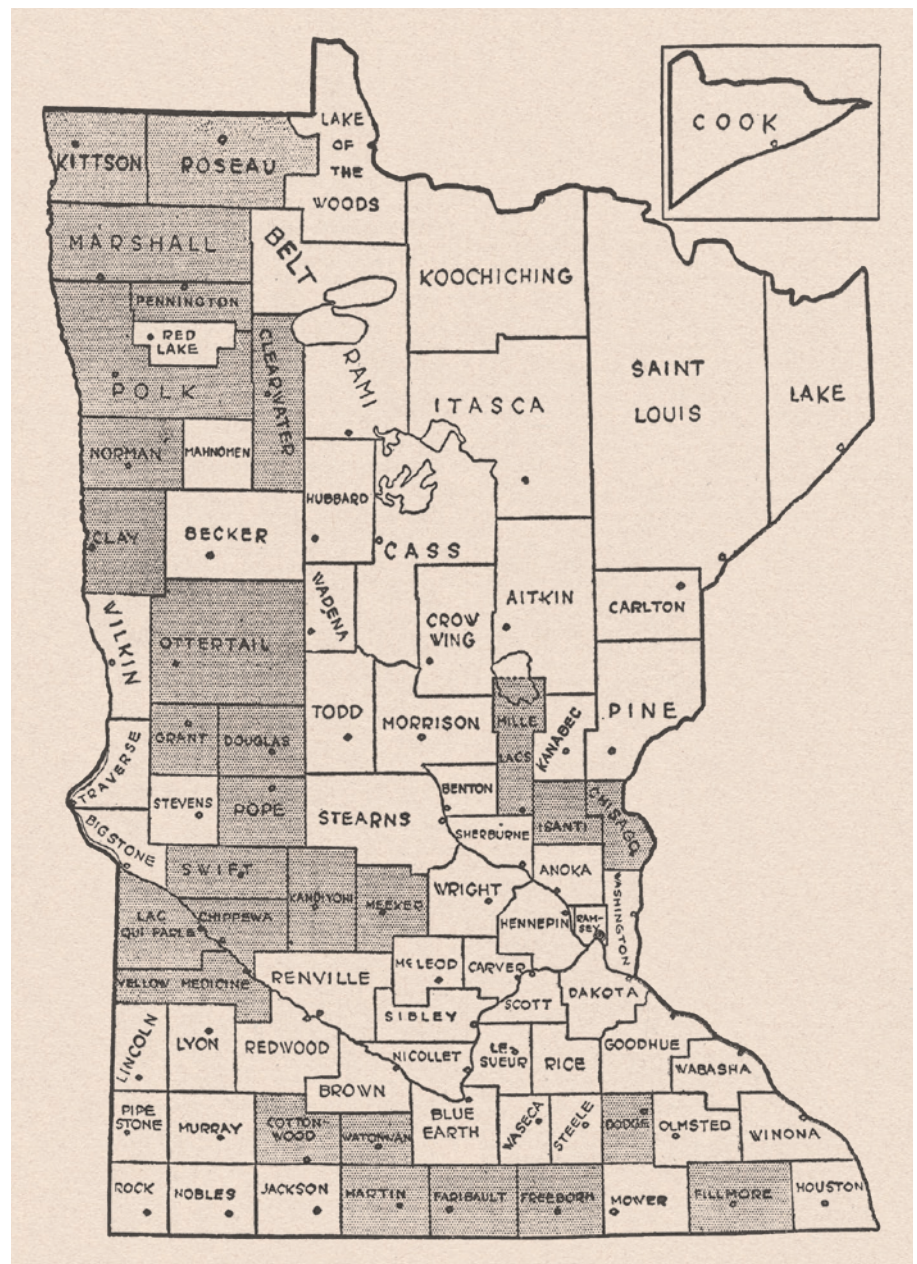 COOK
LAKE
OF
THE
WOODS
KITTSON
ROSEAU
MARSHALL
BELT
RAMI
KOOCHICHING
PENNINGTON
RED
LAKE
CLEARWATER
POLK
ITASCA
SAINT
LOUIS
LAKE
NORMAN
MAHNOMEN
HUBBARD
CLAY
BECKER
CASS
WADENA
AITKIN
CARLTON
CROW
WING
WILKIN
OTTERTAIL
TODD
MORRISON
MILLE
LACS
KANABEC
PINE
GRANT
DOUGLAS
TRAVERSE
STEVENS
POPE
STEARNS
BENTON
SHERBURNE
ISANTI
CHISAGO
BIGSTONE
SWIFT
KANDIYOHI
MEEKER
WRIGHT
ANOKA
WASHINGTON
HENNEPIN
RAM-
SEY
LAC
QUI PARLE
CHIPPEWA
YELLOW MEDICINE
RENVILLE
McLEOD
CARVER
SCOTT
DAKOTA
SIBLEY
LINCOLN
LYON
REDWOOD
NICOLLET
LE
SUEUR
RICE
GOODHUE
WABASHA
BROWN
PIPE
STONE
MURRAY
COTTON-
WOOD
WATONWAN
BLUE
EARTH
WASECA
STEELE
DODGE
OLMSTED
WINONA
ROCK
NOBLES
JACKSON
MARTIN
FARIBAULT
FREEBORN
MOWER
FILLMORE
HOUSTON